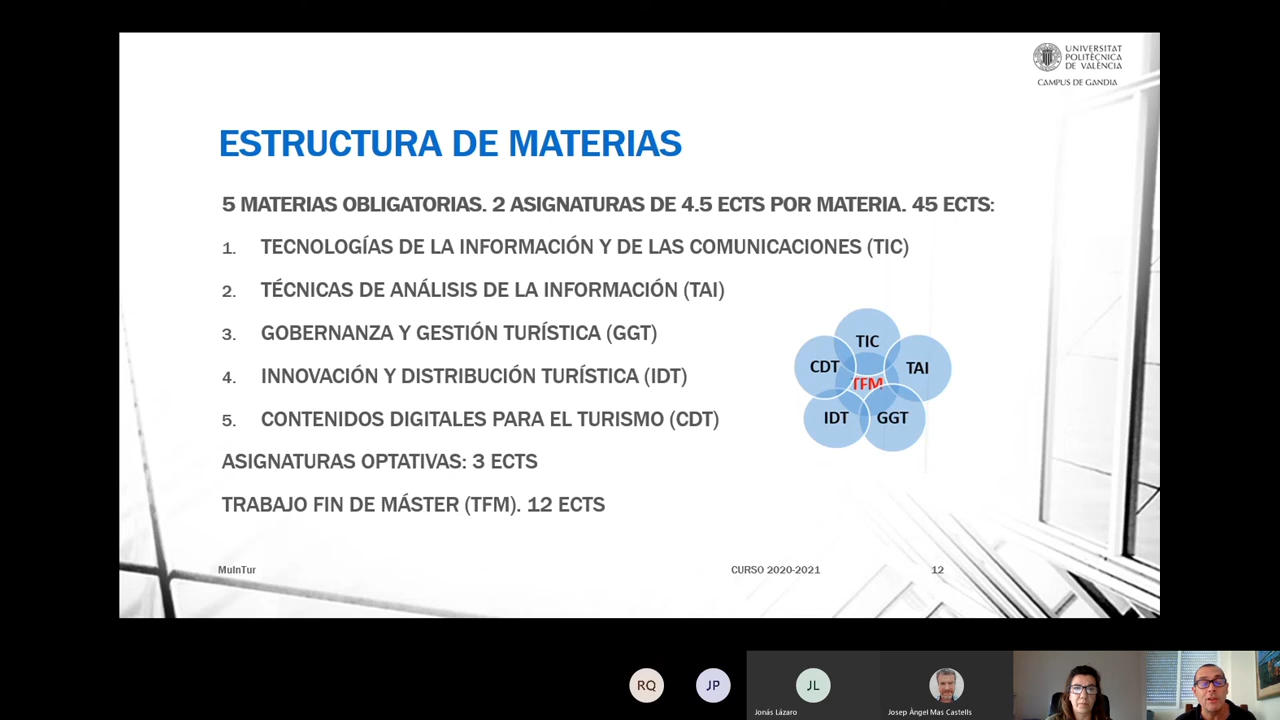 UNIVERSITAT
POLITÈCNICA
DE VALÈNCIA
CAMPUS DE GANDIA
ESTRUCTURA DE MATERIAS
5 MATERIAS OBLIGATORIAS. 2 ASIGNATURAS DE 4.5 ECTS POR MATERIA. 45 ECTS:
1. TECNOLOGÍAS DE LA INFORMACIÓN Y DE LAS COMUNICACIONES (TIC)
2. TÉCNICAS DE ANÁLISIS DE LA INFORMACIÓN (TAI)
3. GOBERNANZA Y GESTIÓN TURÍSTICA (GGT)
4. INNOVACIÓN Y DISTRIBUCIÓN TURÍSTICA (IDT)
5. CONTENIDOS DIGITALES PARA EL TURISMO (CDT)
ASIGNATURAS OPTATIVAS: 3 ECTS
TRABAJO FIN DE MÁSTER (TFM). 12 ECTS
TIC
CDT
TAI
TFM
IDT
GGT
MuInTur
CURSO 2020-2021
12
RQ
JP
JL
Jonás Lázaro
Josep Àngel Mas Castells